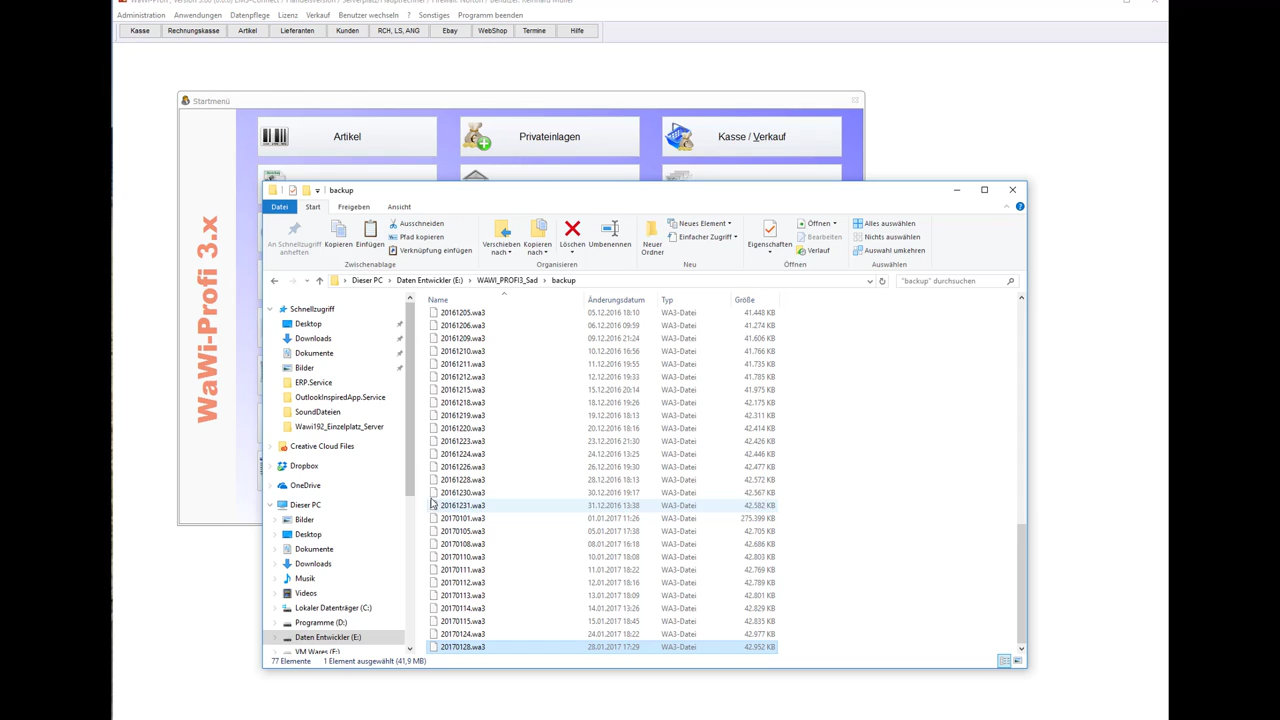 WaWi-Profi , Version 3.00 (0.0.0) EMS-Connect / Handelsversion / Serverplatz/Hauptrechner / Firewall: Norton / Benutzer: Reinhard Müller
Administration Anwendungen Datenpflege Lizenz Verkauf Benutzer wechseln ? Sonstiges Programm beenden
Kasse Rechnungskasse Artikel Lieferanten Kunden RCH, LS, ANG Ebay WebShop Termine Hilfe
Startmenü
Artikel Privateinlagen Kasse / Verkauf
WaWi-Profi 3.x
backup
Datei Start Freigeben Ansicht
An Schnellzugriff anheften
Kopieren
Einfügen
Ausschneiden
Pfad kopieren
Verknüpfung einfügen
Verschieben nach
Kopieren nach
Löschen
Umbenennen
Neuer Ordner
Neues Element
Einfacher Zugriff
Eigenschaften
Öffnen
Bearbeiten
Verlauf
Alles auswählen
Nichts auswählen
Auswahl umkehren
Zwischenablage Organisieren Neu Öffnen Auswählen
Dieser PC > Daten Entwickler (E:) > WAWI_PROFI3_Sad > backup
"backup" durchsuchen
Schnellzugriff
Desktop
Downloads
Dokumente
Bilder
ERP.Service
OutlookInspiredApp.Service
SoundDateien
Wawi192_Einzelplatz_Server
Creative Cloud Files
Dropbox
OneDrive
Dieser PC
Bilder
Desktop
Dokumente
Downloads
Musik
Videos
Lokaler Datenträger (C:)
Programme (D:)
Daten Entwickler (E:)
VM Wares (F:)
Name Änderungsdatum Typ Größe
20161205.wa3 05.12.2016 18:10 WA3-Datei 41.448 KB
20161206.wa3 06.12.2016 09:59 WA3-Datei 41.274 KB
20161209.wa3 09.12.2016 21:24 WA3-Datei 41.606 KB
20161210.wa3 10.12.2016 16:56 WA3-Datei 41.766 KB
20161211.wa3 11.12.2016 15:55 WA3-Datei 41.735 KB
20161212.wa3 12.12.2016 19:33 WA3-Datei 41.785 KB
20161215.wa3 15.12.2016 20:14 WA3-Datei 41.975 KB
20161218.wa3 18.12.2016 19:26 WA3-Datei 42.175 KB
20161219.wa3 19.12.2016 18:13 WA3-Datei 42.311 KB
20161220.wa3 20.12.2016 18:16 WA3-Datei 42.414 KB
20161223.wa3 23.12.2016 21:30 WA3-Datei 42.426 KB
20161224.wa3 24.12.2016 13:25 WA3-Datei 42.446 KB
20161226.wa3 26.12.2016 19:30 WA3-Datei 42.477 KB
20161228.wa3 28.12.2016 18:13 WA3-Datei 42.572 KB
20161230.wa3 30.12.2016 19:17 WA3-Datei 42.567 KB
20161231.wa3 31.12.2016 13:38 WA3-Datei 42.582 KB
20170101.wa3 01.01.2017 11:26 WA3-Datei 275.399 KB
20170105.wa3 05.01.2017 17:38 WA3-Datei 42.705 KB
20170108.wa3 08.01.2017 16:18 WA3-Datei 42.686 KB
20170110.wa3 10.01.2017 18:08 WA3-Datei 42.803 KB
20170111.wa3 11.01.2017 18:22 WA3-Datei 42.769 KB
20170112.wa3 12.01.2017 18:16 WA3-Datei 42.789 KB
20170113.wa3 13.01.2017 18:09 WA3-Datei 42.801 KB
20170114.wa3 14.01.2017 13:26 WA3-Datei 42.829 KB
20170115.wa3 15.01.2017 18:45 WA3-Datei 42.835 KB
20170124.wa3 24.01.2017 18:22 WA3-Datei 42.977 KB
20170128.wa3 28.01.2017 17:29 WA3-Datei 42.952 KB
77 Elemente 1 Element ausgewählt (41,9 MB)